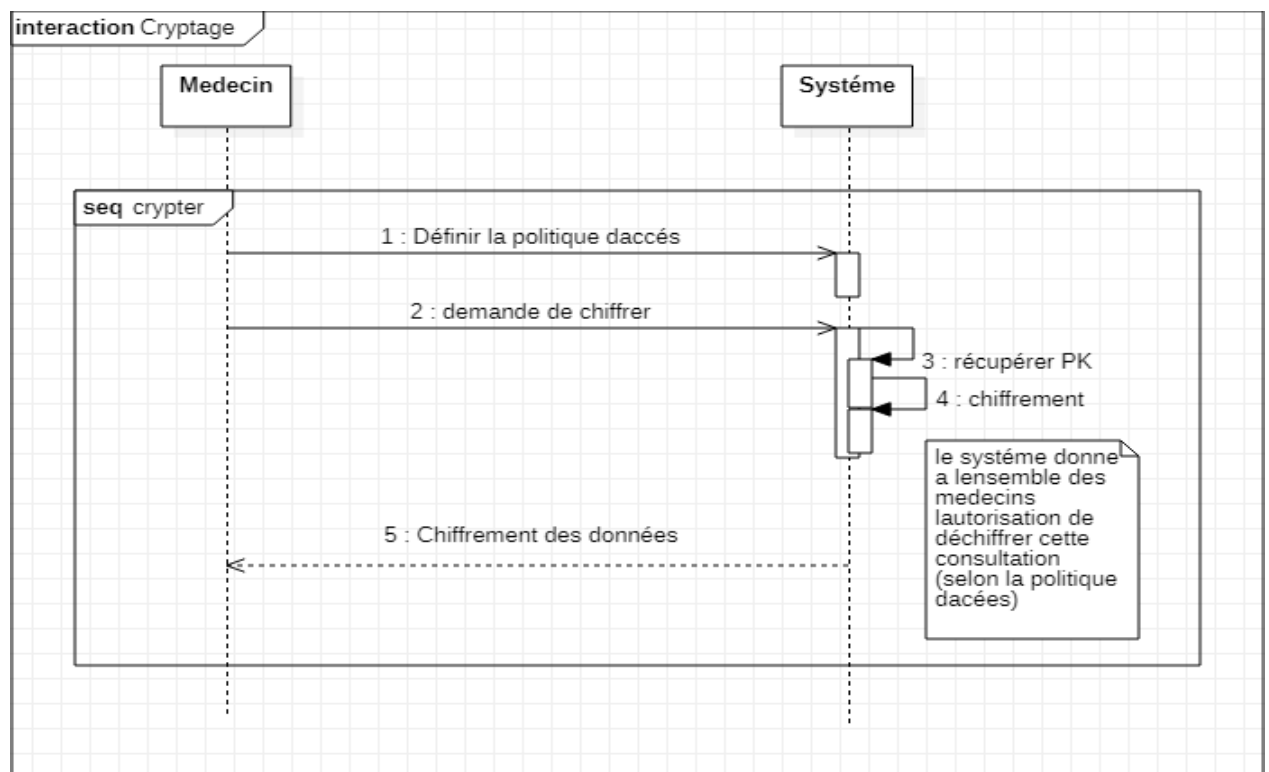 interaction Cryptage
Medecin
Systéme
seq crypter
1 : Définir la politique daccés
2 : demande de chiffrer
3 : récupérer PK
4 : chiffrement
le systéme donne
a lensemble des
medecins
lautorisation de
déchiffrer cette
consultation
(selon la politique
dacées)
5 : Chiffrement des données